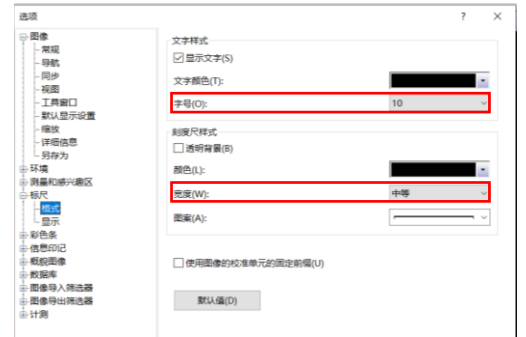 选项
? ×
图像
常规
导航
同步
视图
工具窗口
默认显示设置
缩放
详细信息
另存为
环境
测量和感兴趣区
标尺
格式
显示
彩色条
信息印记
概貌图像
数据库
图像导入筛选器
图像导出筛选器
计测
文字样式
显示文字(S)
文字颜色(T):
字号(O): 10
刻度尺样式
透明背景(B)
颜色(L):
宽度(W): 中等
图案(A):
使用图像的校准单元的固定前缀(U)
默认值(D)